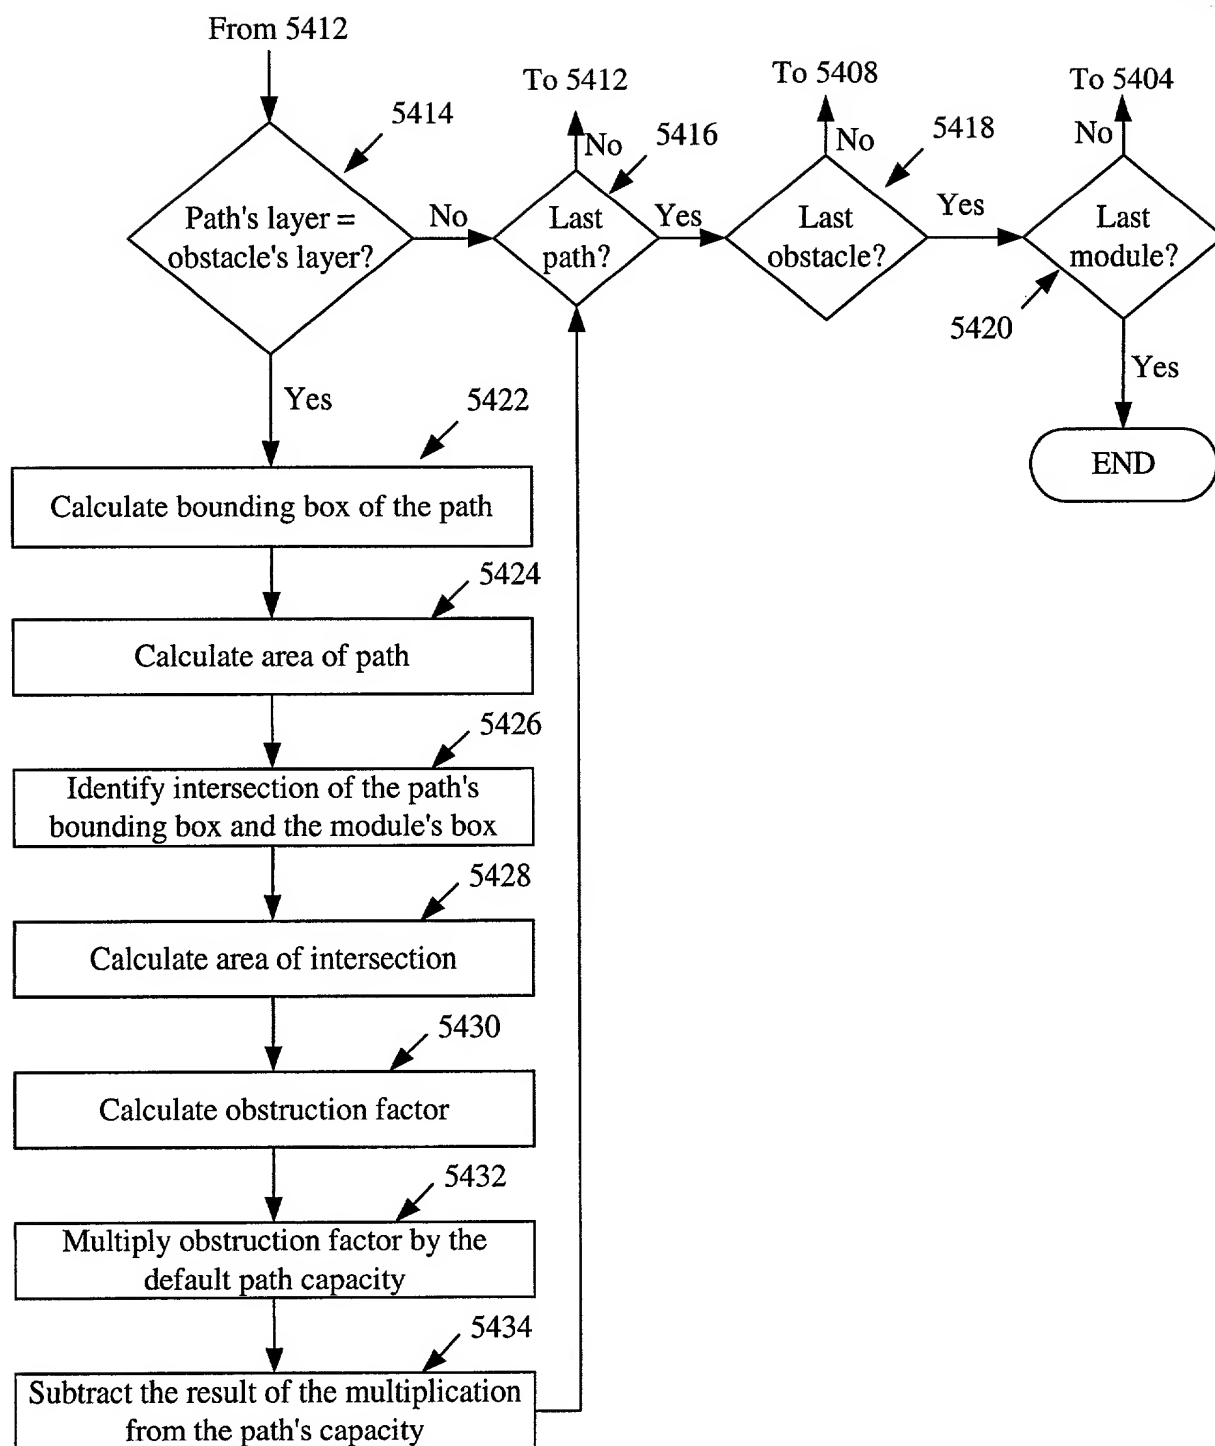 From 5412
To 5412
To 5408
To 5404
5414
No
5416
No
5418
No
Path's layer =
obstacle's layer?
No
Last
path?
Yes
Last
obstacle?
Yes
Last
module?
5420
Yes
Yes
END
5422
Calculate bounding box of the path
5424
Calculate area of path
5426
Identify intersection of the path's
bounding box and the module's box
5428
Calculate area of intersection
5430
Calculate obstruction factor
5432
Multiply obstruction factor by the
default path capacity
5434
Subtract the result of the multiplication
from the path's capacity